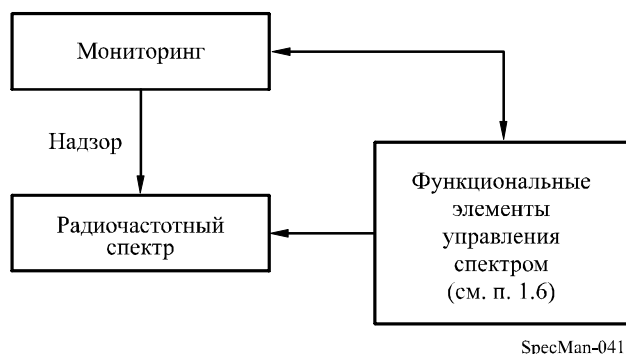 Мониторинг
Надзор
Радиочастотный
спектр
Функциональные
элементы
управления
спектром
(см. п. 1.6)
SpecMan-041